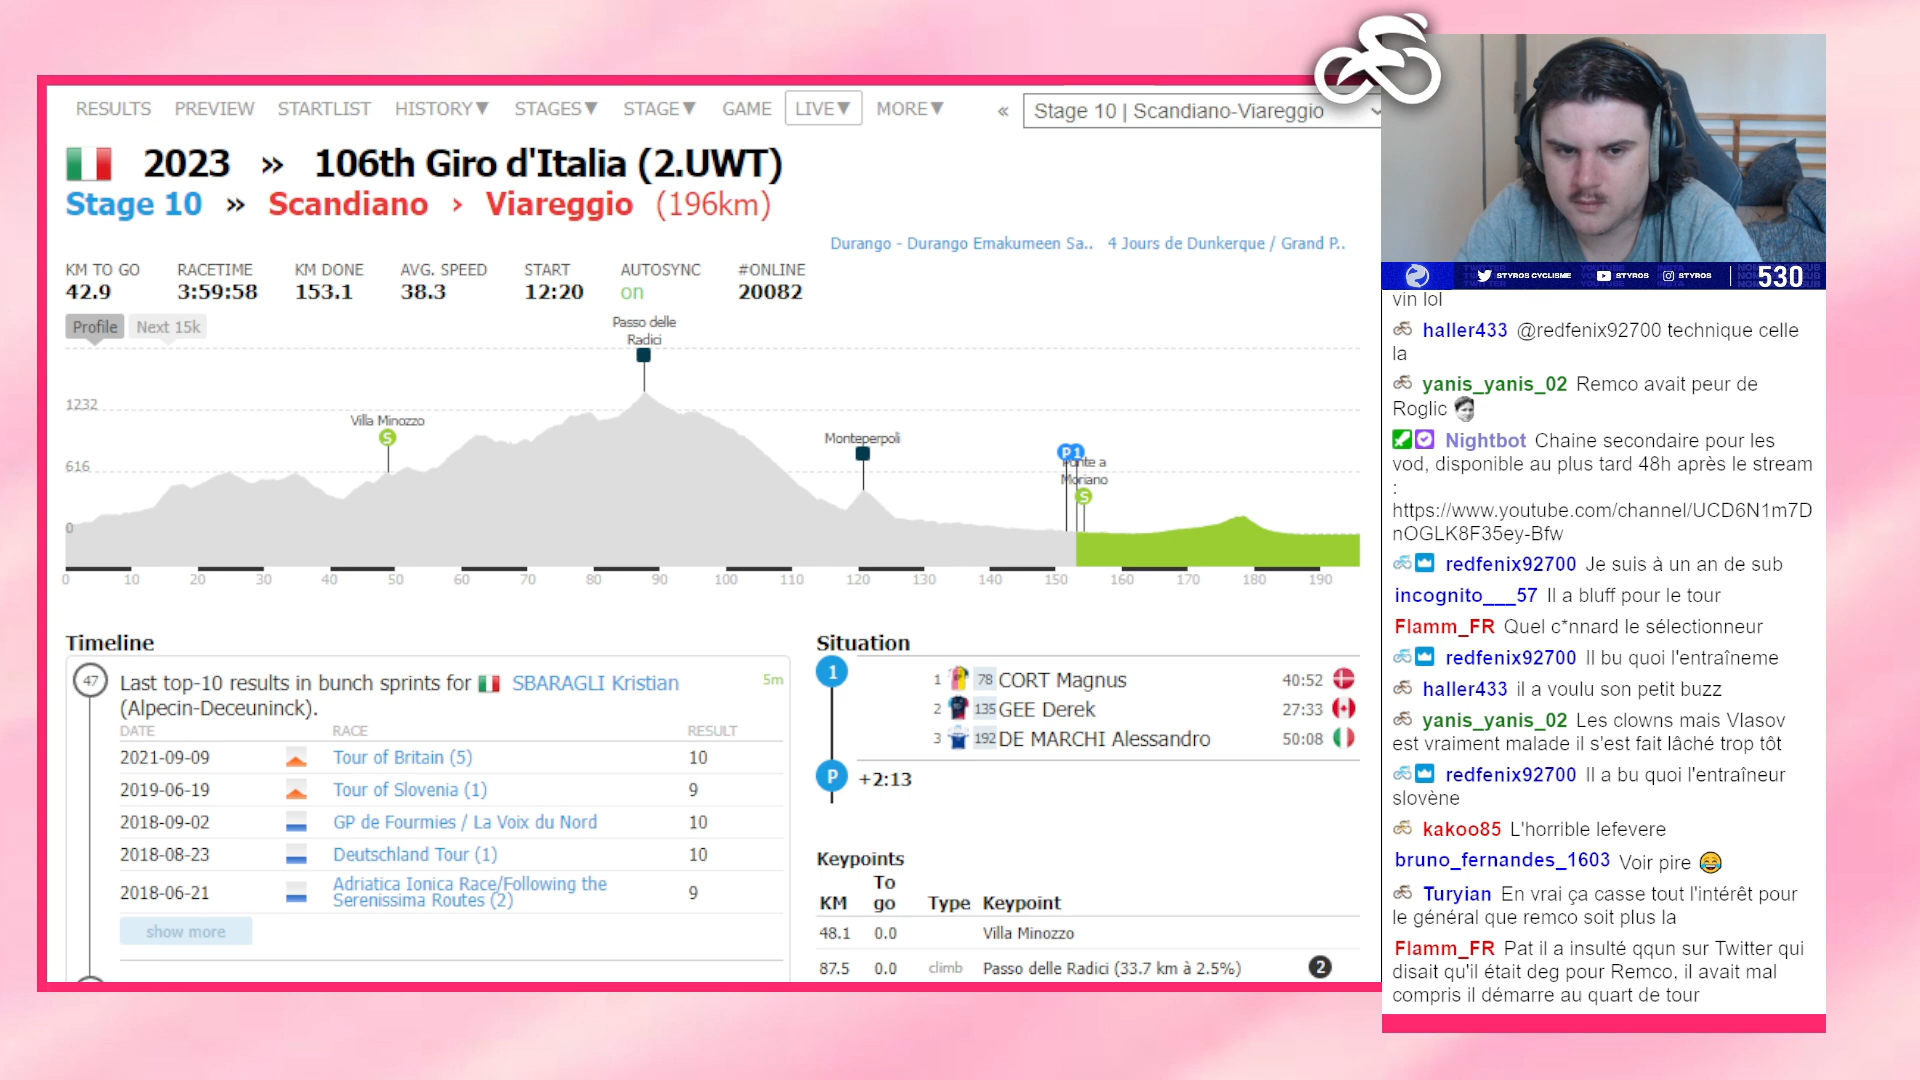 RESULTS PREVIEW STARTLIST HISTORY▼ STAGES▼ STAGE▼ GAME LIVE▼ MORE▼ « Stage 10 | Scandiano-Viareggio
2023 » 106th Giro d'Italia (2.UWT)
Stage 10 » Scandiano › Viareggio (196km)
Durango - Durango Emakumeen Sa.. 4 Jours de Dunkerque / Grand P..
KM TO GO RACETIME KM DONE AVG. SPEED START AUTOSYNC #ONLINE
42.9 3:59:58 153.1 38.3 12:20 on 20082
Profile Next 15k
Passo delle
Radici
1232
Villa Minozzo
S
Monteperpoli
616
P 1
Ponte a
Moriano
S
0
0 10 20 30 40 50 60 70 80 90 100 110 120 130 140 150 160 170 180 190
Timeline
47
Last top-10 results in bunch sprints for SBARAGLI Kristian
(Alpecin-Deceuninck).
5m
DATE RACE RESULT
2021-09-09 Tour of Britain (5) 10
2019-06-19 Tour of Slovenia (1) 9
2018-09-02 GP de Fourmies / La Voix du Nord 10
2018-08-23 Deutschland Tour (1) 10
2018-06-21 Adriatica Ionica Race/Following the
Serenissima Routes (2) 9
show more
Situation
1
1 78 CORT Magnus 40:52
2 135 GEE Derek 27:33
3 192 DE MARCHI Alessandro 50:08
P +2:13
Keypoints
KM To go Type Keypoint
48.1 0.0 Villa Minozzo
87.5 0.0 climb Passo delle Radici (33.7 km à 2.5%) 2
STYROS CYCLISME STYROS STYROS 530
vin lol
haller433 @redfenix92700 technique celle
la
yanis_yanis_02 Remco avait peur de
Roglic
Nightbot Chaine secondaire pour les
vod, disponible au plus tard 48h après le stream
:
https://www.youtube.com/channel/UCD6N1m7D
nOGLK8F35ey-Bfw
redfenix92700 Je suis à un an de sub
incognito___57 Il a bluff pour le tour
Flamm_FR Quel c*nnard le sélectionneur
redfenix92700 Il bu quoi l'entraîneme
haller433 il a voulu son petit buzz
yanis_yanis_02 Les clowns mais Vlasov
est vraiment malade il s'est fait lâché trop tôt
redfenix92700 Il a bu quoi l'entraîneur
slovène
kakoo85 L'horrible lefevere
bruno_fernandes_1603 Voir pire
Turyian En vrai ça casse tout l'intérêt pour
le général que remco soit plus la
Flamm_FR Pat il a insulté qqun sur Twitter qui
disait qu'il était deg pour Remco, il avait mal
compris il démarre au quart de tour